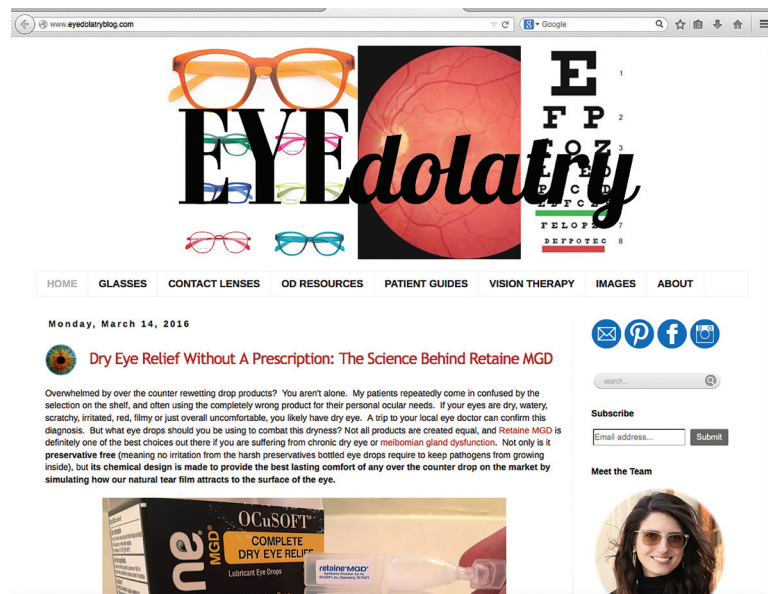 www.eyedolatryblog.com
Google
E
1
F P
2
T O Z
3
EYEdolatry
FELOPZ
7
DEFPOTEC
8
HOME GLASSES CONTACT LENSES OD RESOURCES PATIENT GUIDES VISION THERAPY IMAGES ABOUT
Monday, March 14, 2016
Dry Eye Relief Without A Prescription: The Science Behind Retaine MGD
Overwhelmed by over the counter rewetting drop products? You aren't alone. My patients repeatedly come in confused by the
selection on the shelf, and often using the completely wrong product for their personal ocular needs. If your eyes are dry, watery,
scratchy, irritated, red, filmy or just overall uncomfortable, you likely have dry eye. A trip to your local eye doctor can confirm this
diagnosis. But what eye drops should you be using to combat this dryness? Not all products are created equal, and Retaine MGD is
definitely one of the best choices out there if you are suffering from chronic dry eye or meibomian gland dysfunction. Not only is it
preservative free (meaning no irritation from the harsh preservatives bottled eye drops require to keep pathogens from growing
inside), but its chemical design is made to provide the best lasting comfort of any over the counter drop on the market by
simulating how our natural tear film attracts to the surface of the eye.
search...
Subscribe
Email address...
Submit
Meet the Team
ne
MGD®
OCuSOFT®
COMPLETE
DRY EYE RELIEF
Lubricant Eye Drops
retaine MGD®